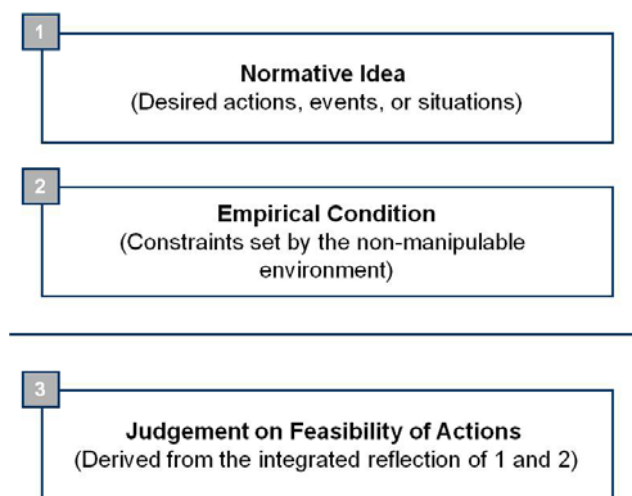 1
Normative Idea
(Desired actions, events, or situations)
2
Empirical Condition
(Constraints set by the non-manipulable
environment)
3
Judgement on Feasibility of Actions
(Derived from the integrated reflection of 1 and 2)